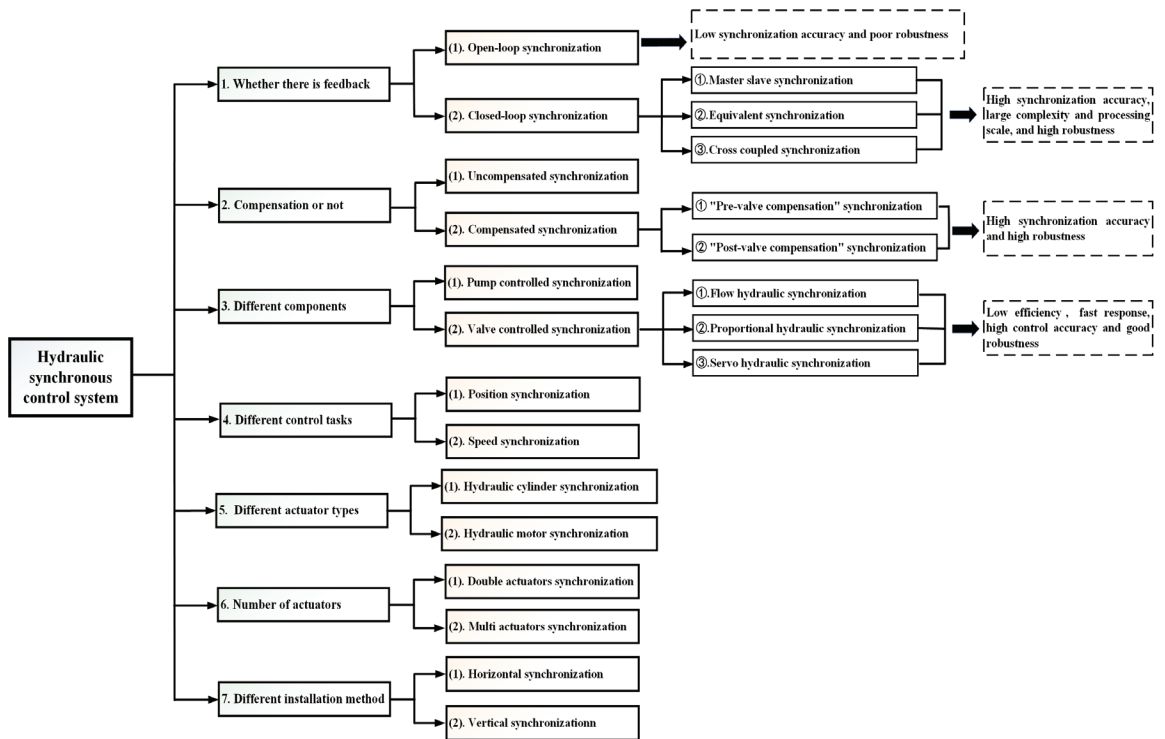 Hydraulic
synchronous
control system
1. Whether there is feedback
(1). Open-loop synchronization
Low synchronization accuracy and poor robustness
(2). Closed-loop synchronization
①.Master slave synchronization
②.Equivalent synchronization
③.Cross coupled synchronization
High synchronization accuracy,
large complexity and processing
scale, and high robustness
2. Compensation or not
(1). Uncompensated synchronization
(2). Compensated synchronization
① "Pre-valve compensation" synchronization
② "Post-valve compensation" synchronization
High synchronization accuracy
and high robustness
3. Different components
(1). Pump controlled synchronization
(2). Valve controlled synchronization
①.Flow hydraulic synchronization
②.Proportional hydraulic synchronization
③.Servo hydraulic synchronization
Low efficiency , fast response,
high control accuracy and good
robustness
4. Different control tasks
(1). Position synchronization
(2). Speed synchronization
5. Different actuator types
(1). Hydraulic cylinder synchronization
(2). Hydraulic motor synchronization
6. Number of actuators
(1). Double actuators synchronization
(2). Multi actuators synchronization
7. Different installation method
(1). Horizontal synchronization
(2). Vertical synchronizationn